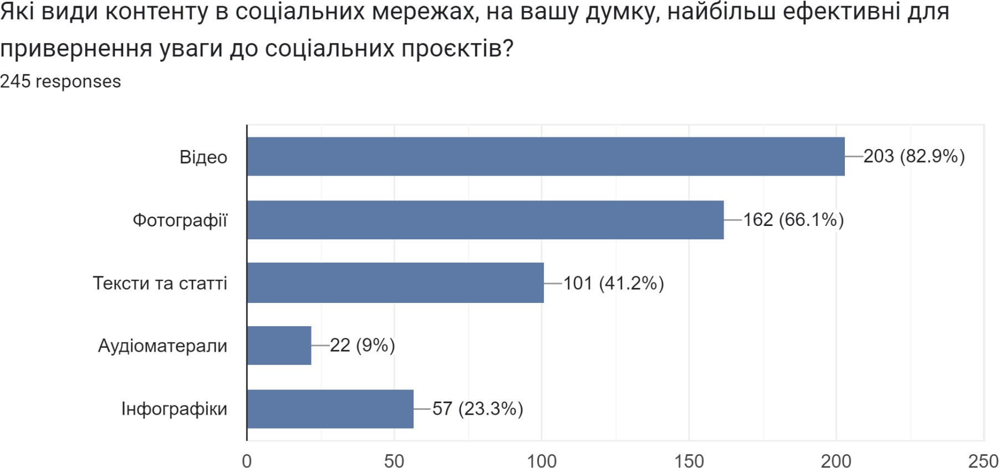 Які види контенту в соціальних мережах, на вашу думку, найбільш ефективні для
привернення уваги до соціальних проєктів?
245 responses
Відео
203 (82.9%)
Фотографії
162 (66.1%)
Тексти та статті
101 (41.2%)
Аудіоматерали
22 (9%)
Інфографіки
57 (23.3%)
0 50 100 150 200 250